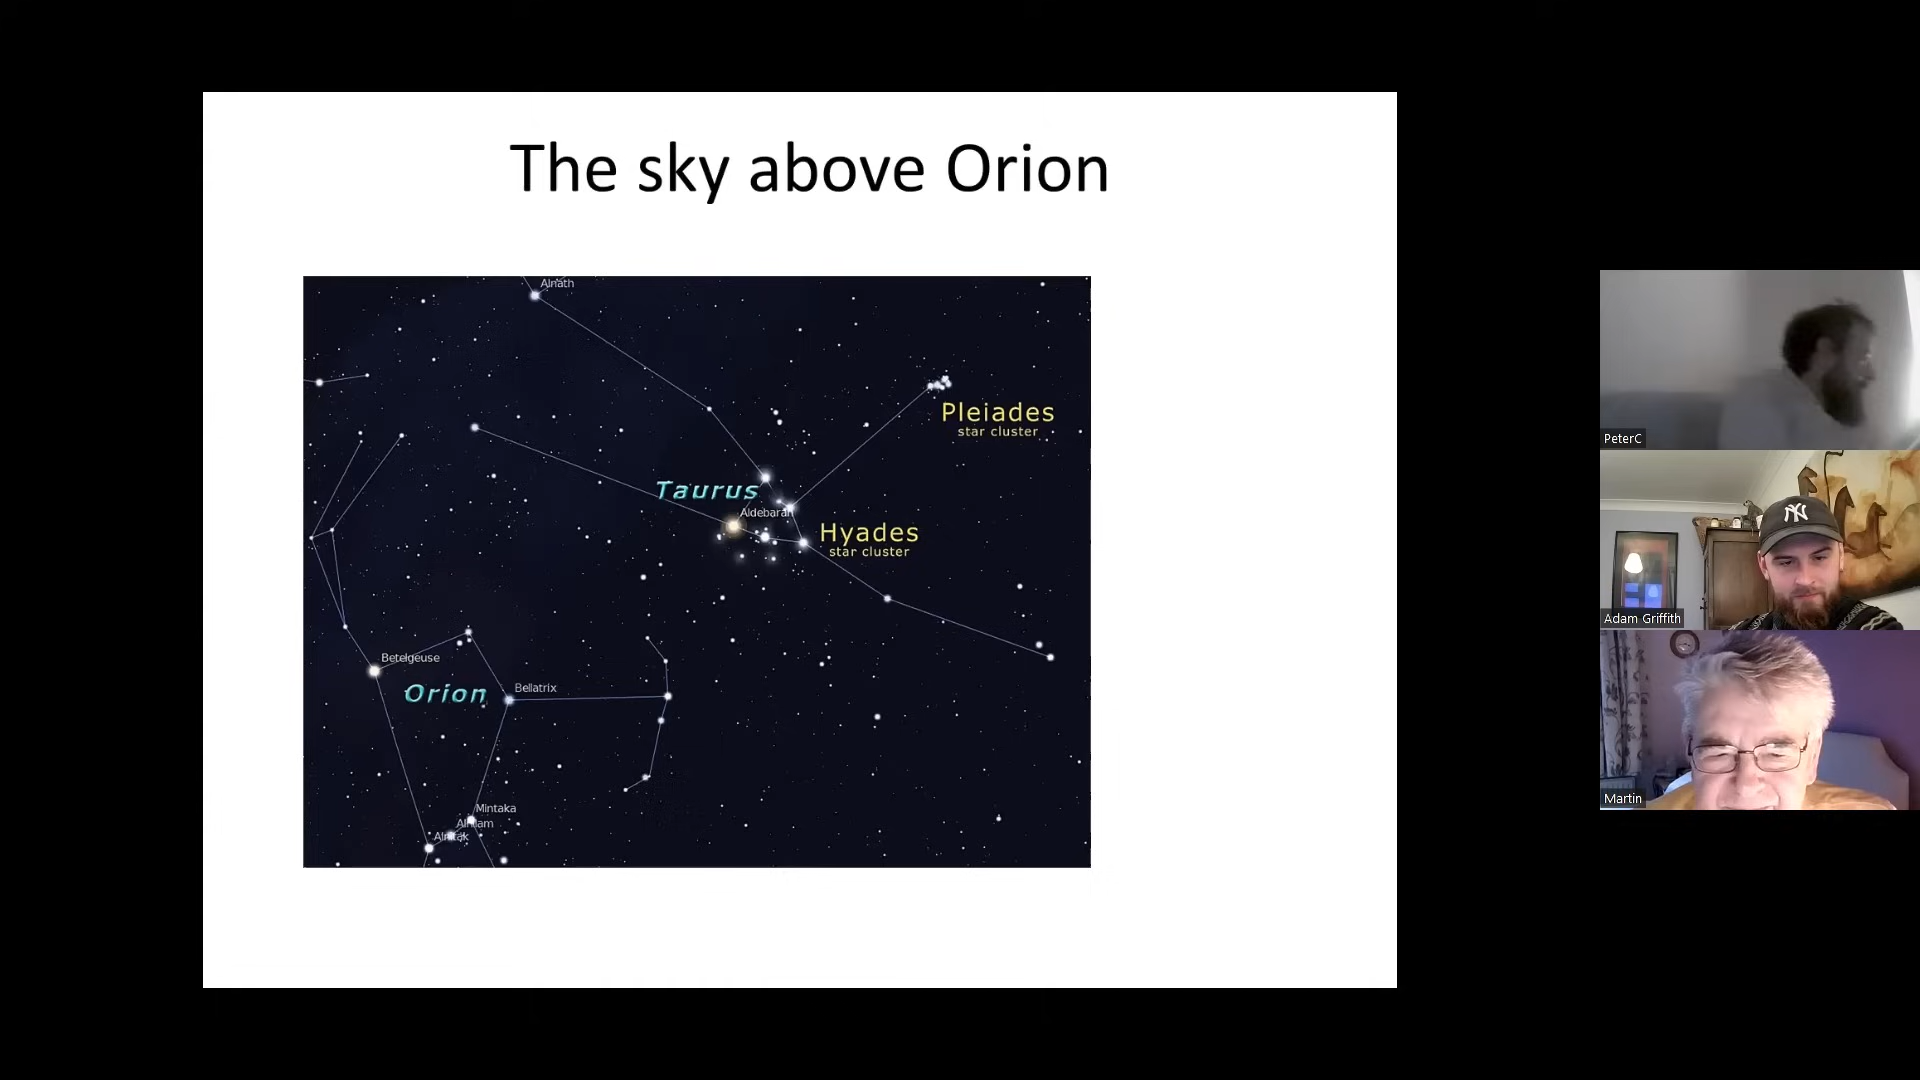 The sky above Orion
Alnath
Pleiades
star cluster
Taurus
Aldebaran
Hyades
star cluster
Betelgeuse
Orion
Bellatrix
Mintaka
Alnilam
Alnitak
PeterC
NY
Adam Griffith
Martin